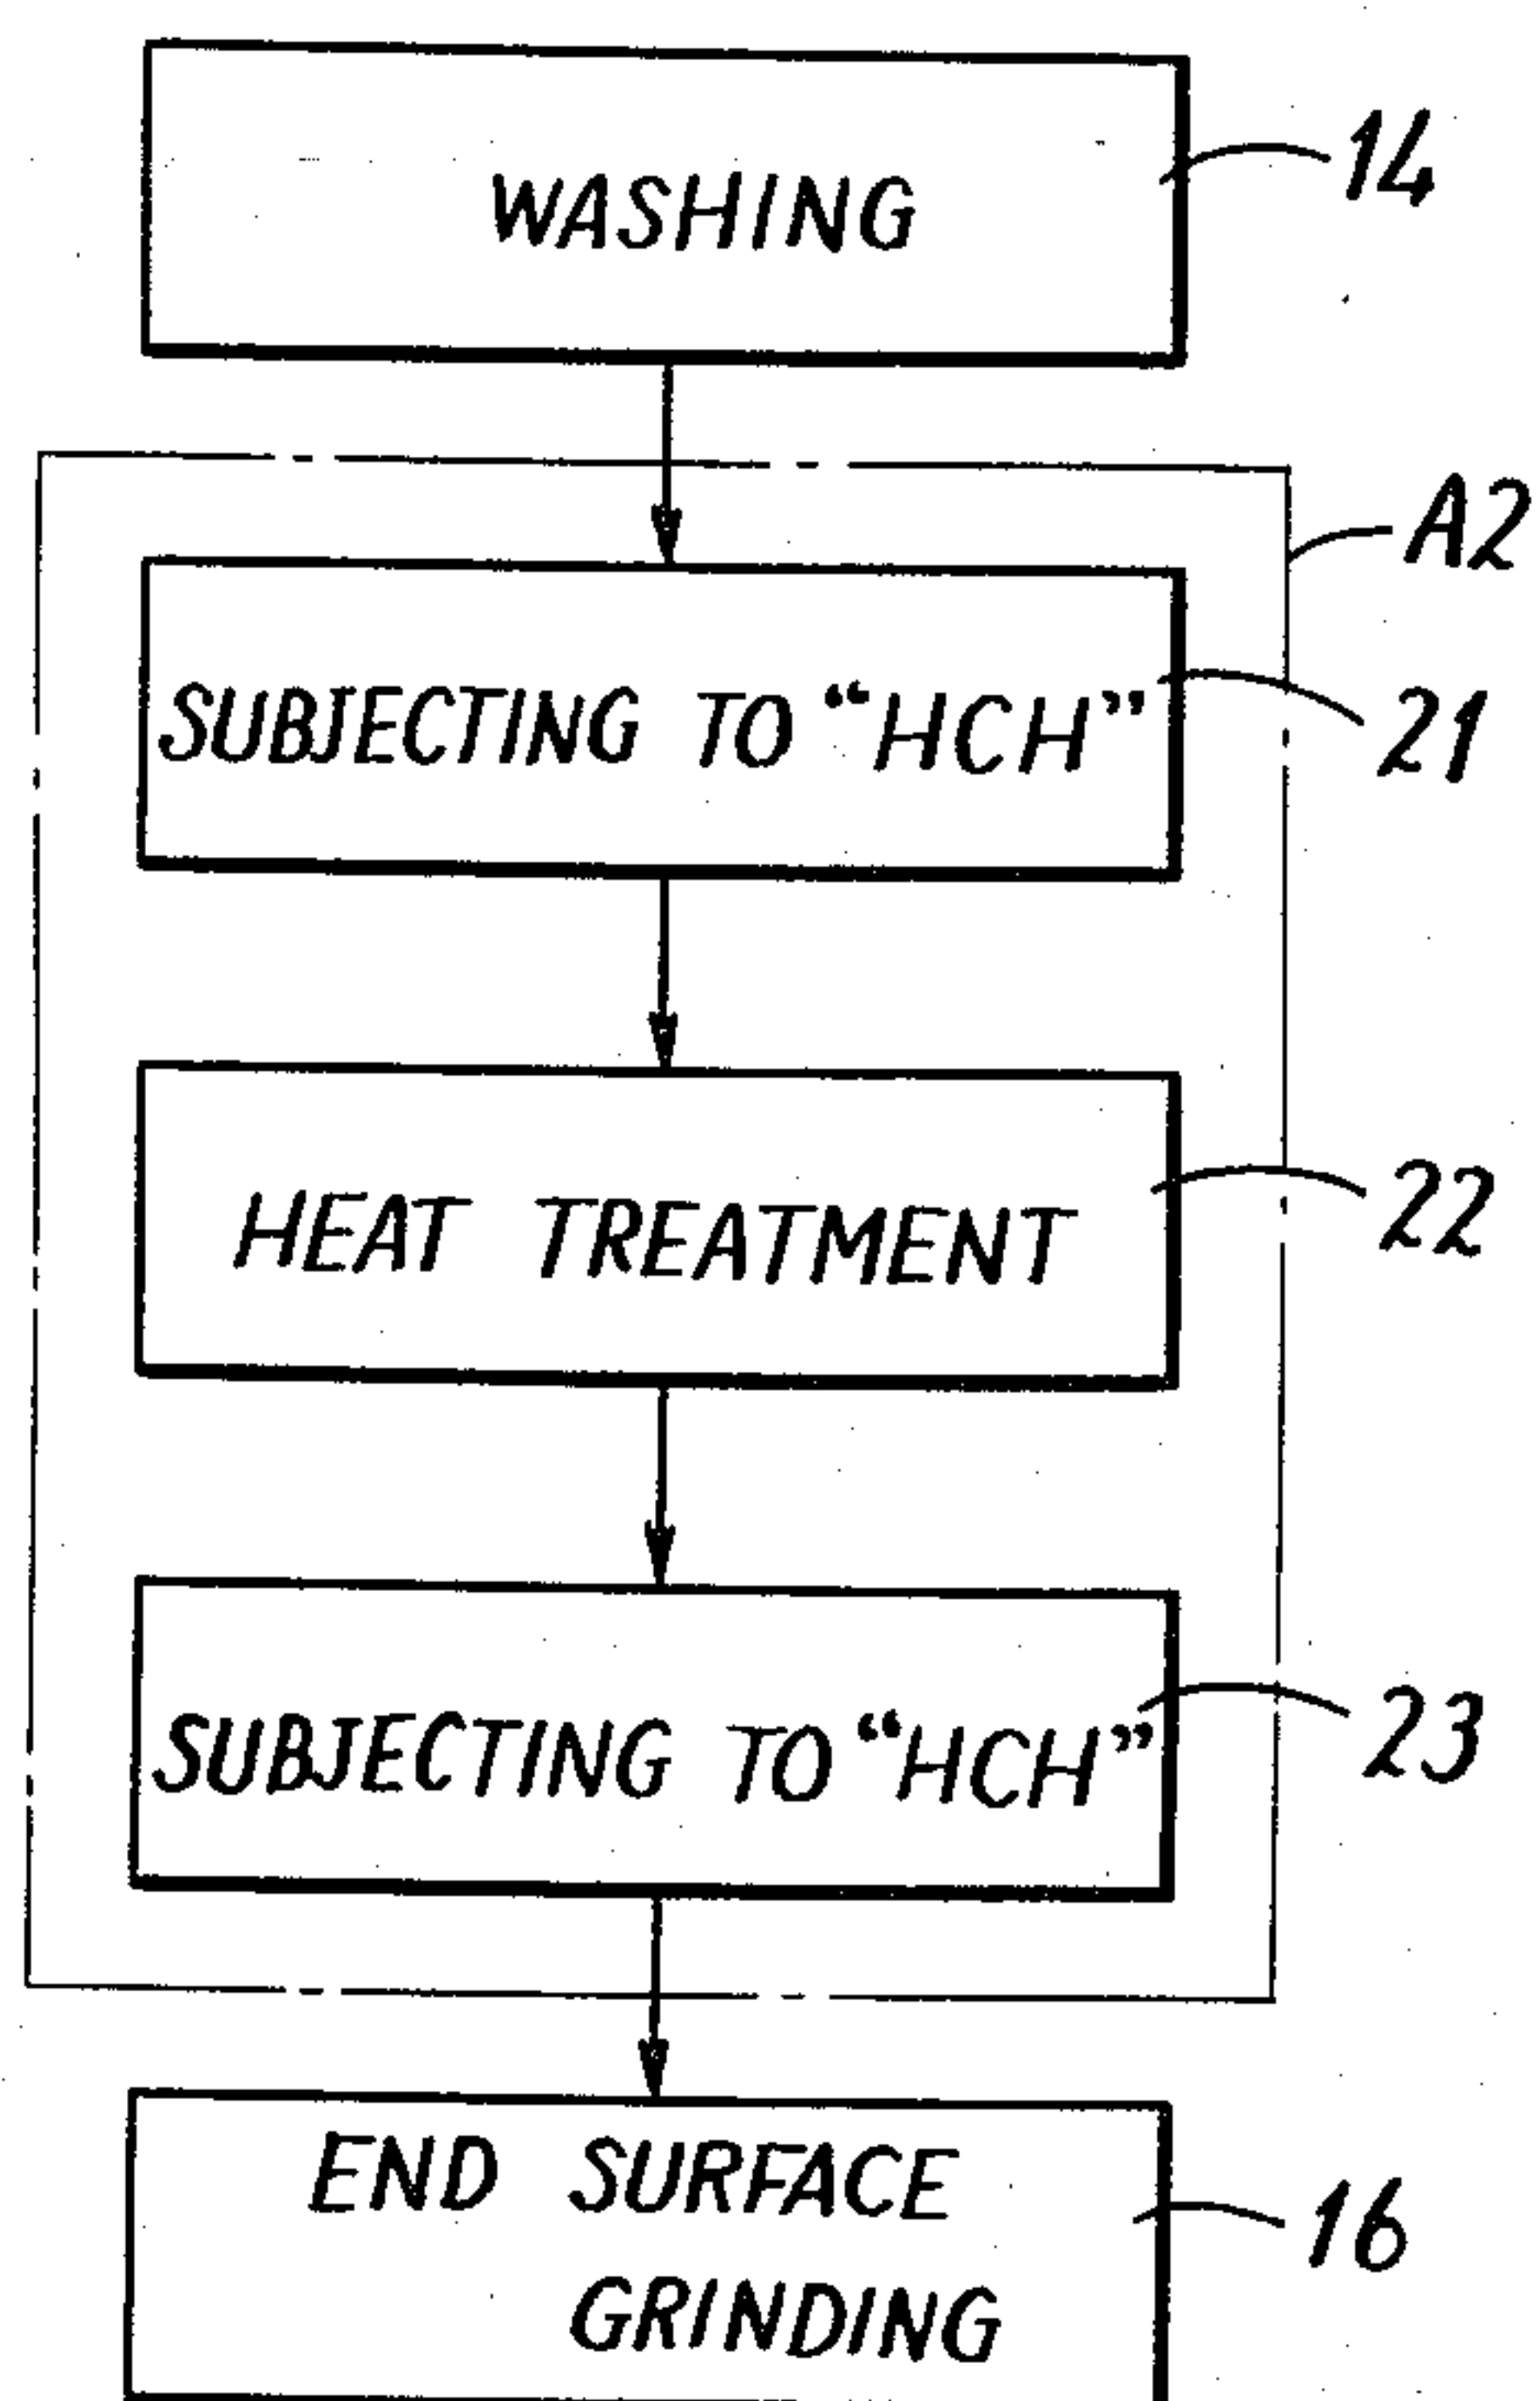 WASHING
14
A2
SUBJECTING TO “HCH”
21
HEAT TREATMENT
22
SUBJECTING TO “HCH”
23
END SURFACE
GRINDING
16